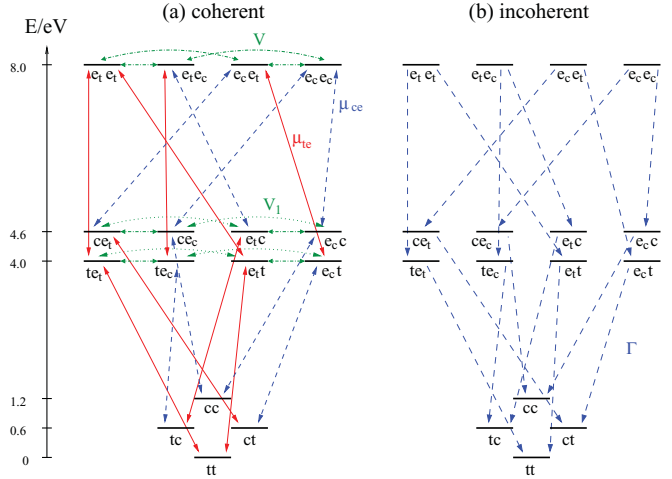 (a) coherent (b) incoherent
E/eV
V
8.0 e_t e_t e_t e_c e_c e_t e_c e_c e_t e_t e_t e_c e_c e_t e_c e_c
μ_ce
μ_te
V_1
4.6 ce_t ce_c e_t c e_c c ce_t ce_c e_t c e_c c
4.0 te_t te_c e_t t e_c t te_t te_c e_t t e_c t
Γ
1.2 cc cc
0.6 tc ct tc ct
0 tt tt